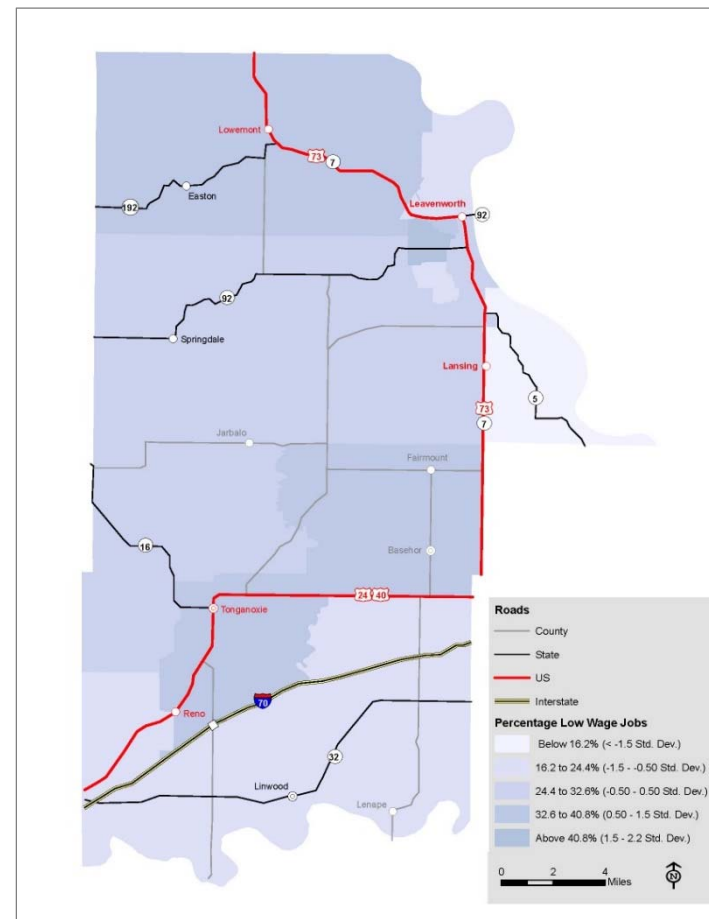 Lowemont
73
7
Easton
192
Leavenworth
92
92
Springdale
Lansing
5
73
7
Jarbalo
Fairmount
16
Basehor
24 40
Tonganoxie
Reno
70
32
Linwood
Lenape
Roads
County
State
US
Interstate
Percentage Low Wage Jobs
Below 16.2% (< -1.5 Std. Dev.)
16.2 to 24.4% (-1.5 - -0.50 Std. Dev.)
24.4 to 32.6% (-0.50 - 0.50 Std. Dev.)
32.6 to 40.8% (0.50 - 1.5 Std. Dev.)
Above 40.8% (1.5 - 2.2 Std. Dev.)
0 2 4
Miles
N